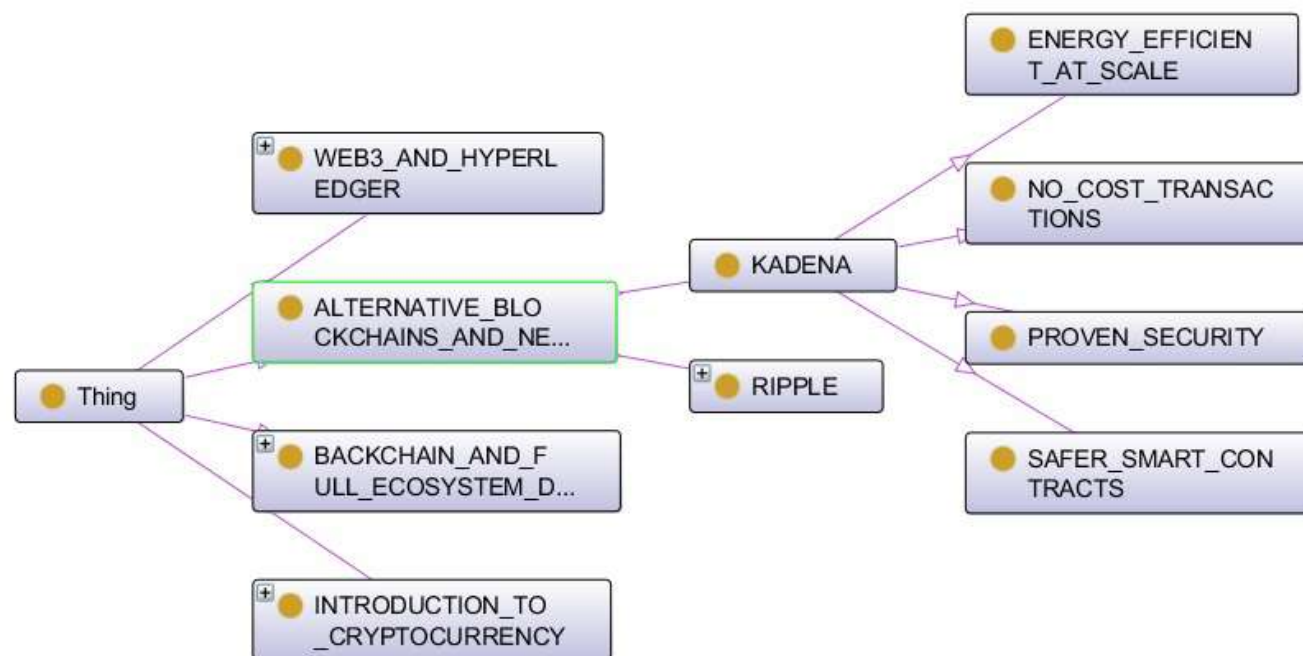 Thing
WEB3_AND_HYPERL
EDGER
ALTERNATIVE_BLO
CKCHAINS_AND_NE...
BACKCHAIN_AND_F
ULL_ECOSYSTEM_D...
INTRODUCTION_TO
_CRYPTOCURRENCY
KADENA
RIPPLE
ENERGY_EFFICIEN
T_AT_SCALE
NO_COST_TRANSAC
TIONS
PROVEN_SECURITY
SAFER_SMART_CON
TRACTS